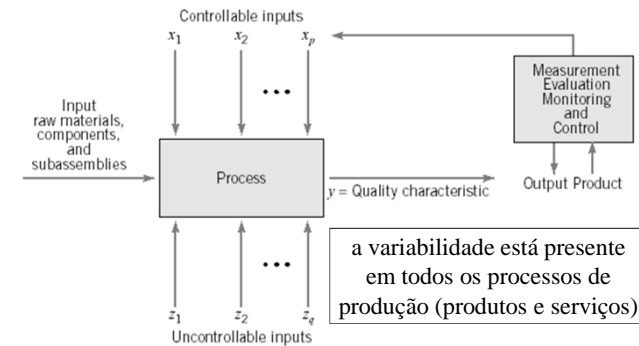 Controllable inputs
x1 x2 xp
Measurement
Evaluation
Monitoring
and
Control
Input
raw materials,
components,
and
subassemblies
Process
y = Quality characteristic
Output Product
a variabilidade está presente
em todos os processos de
produção (produtos e serviços)
z1 z2 zq
Uncontrollable inputs